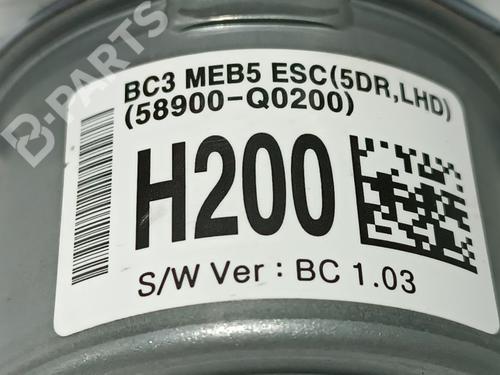 B-PARTS
BC3 MEB5 ESC(5DR,LHD)
(58900-Q0200)
H200
S/W Ver : BC 1.03